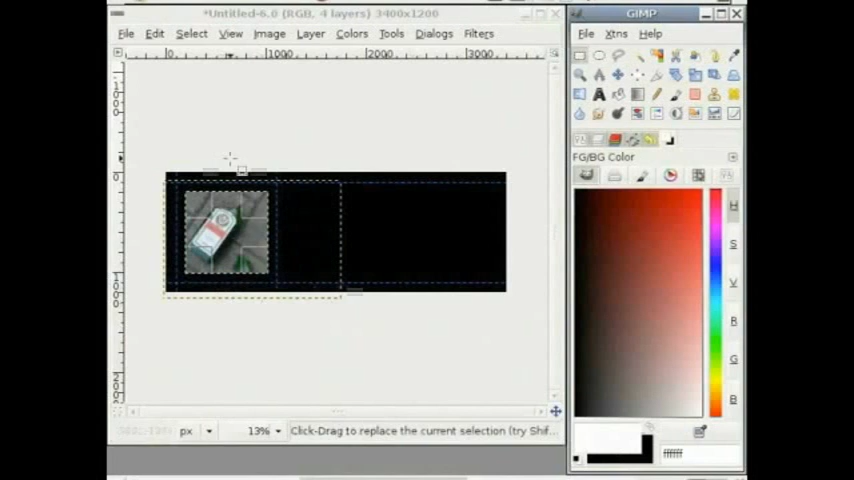 *Untitled-6.0 (RGB, 4 layers) 3400x1200
GIMP
File Edit Select View Image Layer Colors Tools Dialogs Filters
File Xtns Help
0 1000 2000 3000
FG/BG Color
H
S
V
R
G
B
px 13% Click-Drag to replace the current selection (try Shif...
ffffff